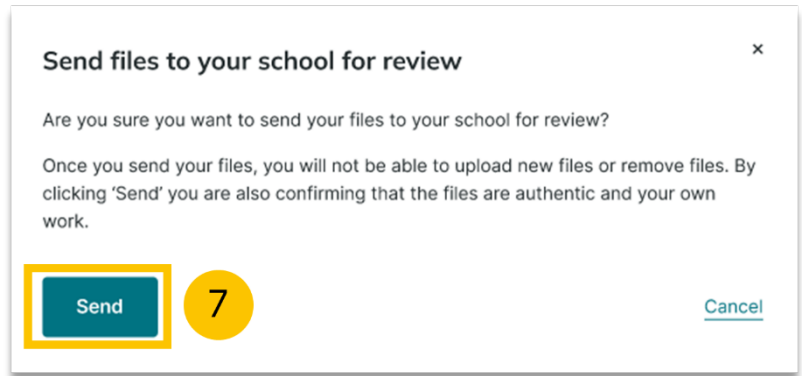 Send files to your school for review
×
Are you sure you want to send your files to your school for review?
Once you send your files, you will not be able to upload new files or remove files. By
clicking ‘Send’ you are also confirming that the files are authentic and your own
work.
Send
7
Cancel